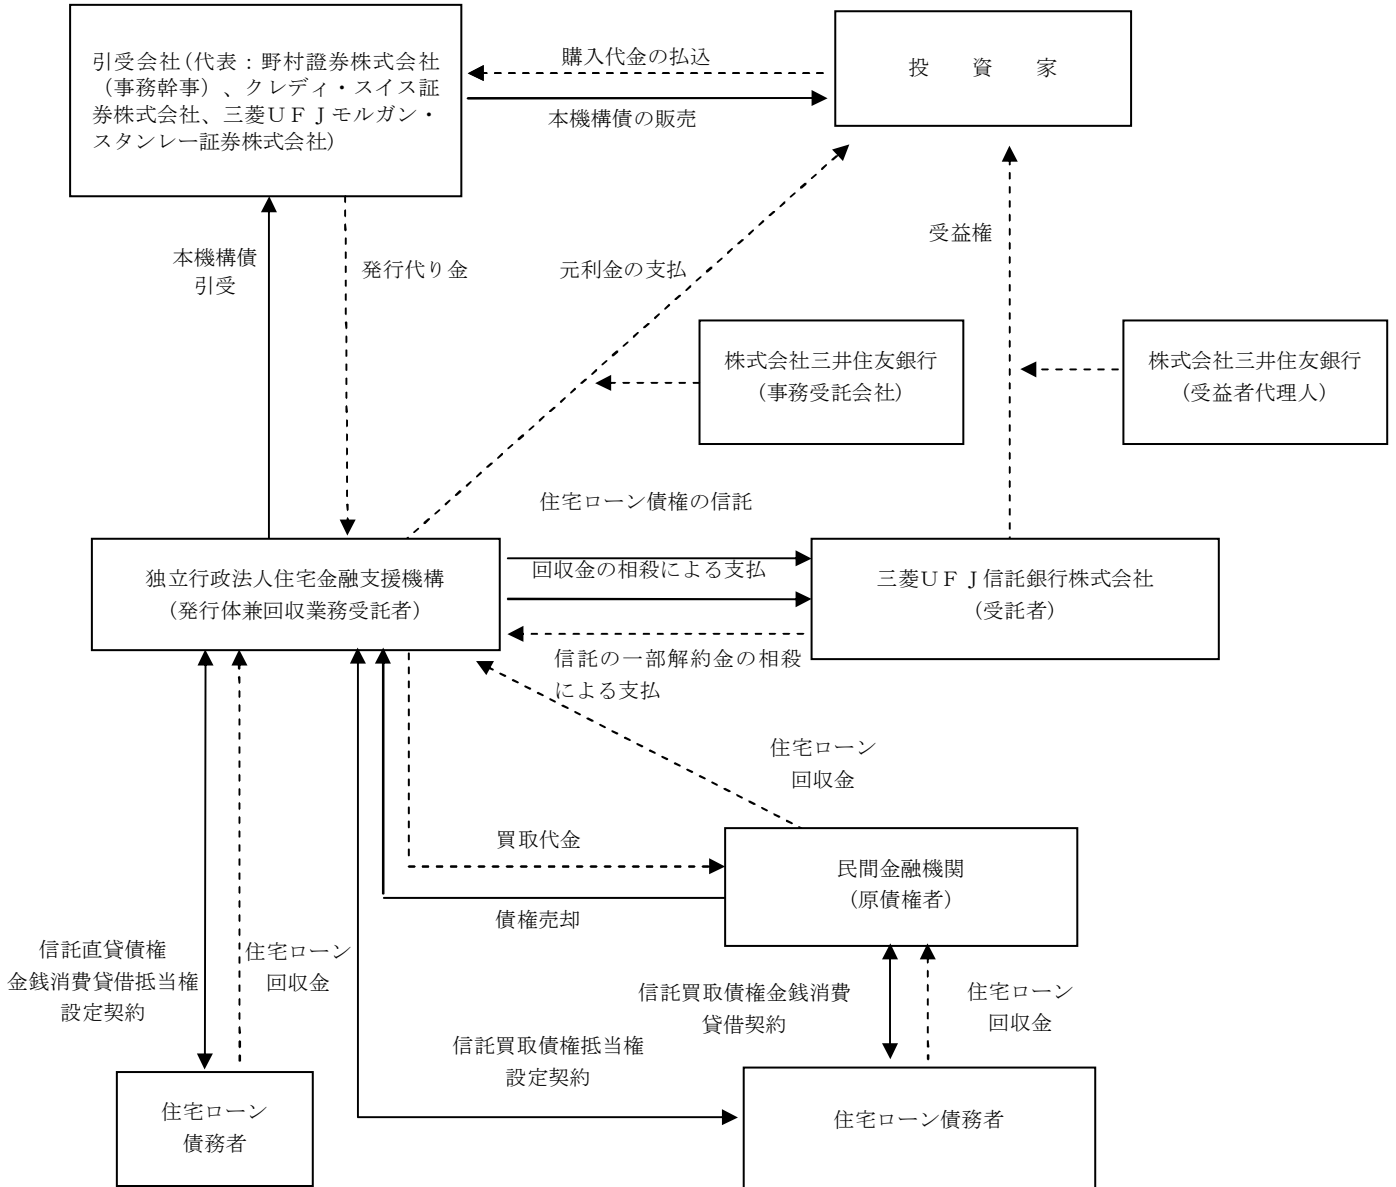 引受会社(代表：野村證券株式会社
（事務幹事）、クレディ・スイス証
券株式会社、三菱ＵＦＪモルガン・
スタンレー証券株式会社)
購入代金の払込
本機構債の販売
投　資　家
本機構債
引受
発行代り金
元利金の支払
受益権
株式会社三井住友銀行
（事務受託会社）
株式会社三井住友銀行
（受益者代理人）
住宅ローン債権の信託
独立行政法人住宅金融支援機構
（発行体兼回収業務受託者）
回収金の相殺による支払
三菱ＵＦＪ信託銀行株式会社
（受託者）
信託の一部解約金の相殺
による支払
住宅ローン
回収金
買取代金
民間金融機関
（原債権者）
債権売却
信託直貸債権
金銭消費貸借抵当権
設定契約
住宅ローン
回収金
信託買取債権金銭消費
貸借契約
住宅ローン
回収金
信託買取債権抵当権
設定契約
住宅ローン
債務者
住宅ローン債務者